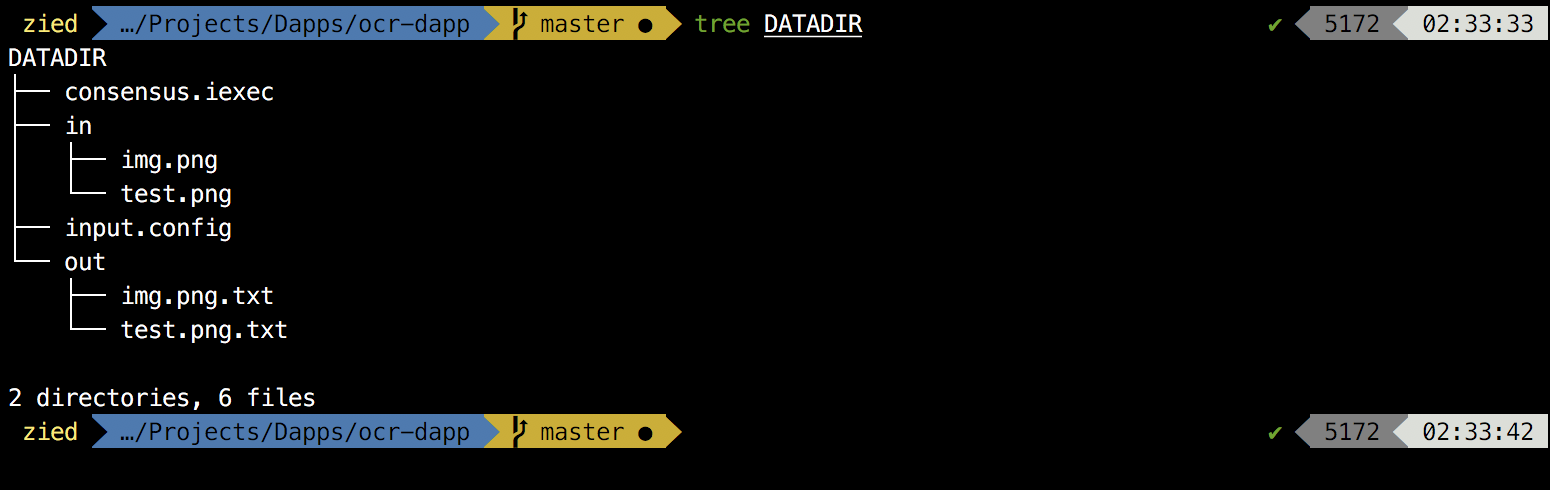 zied …/Projects/Dapps/ocr-dapp master ● tree DATADIR ✔ 5172 02:33:33
DATADIR
├── consensus.iexec
├── in
│   ├── img.png
│   └── test.png
├── input.config
└── out
    ├── img.png.txt
    └── test.png.txt

2 directories, 6 files
zied …/Projects/Dapps/ocr-dapp master ● ✔ 5172 02:33:42